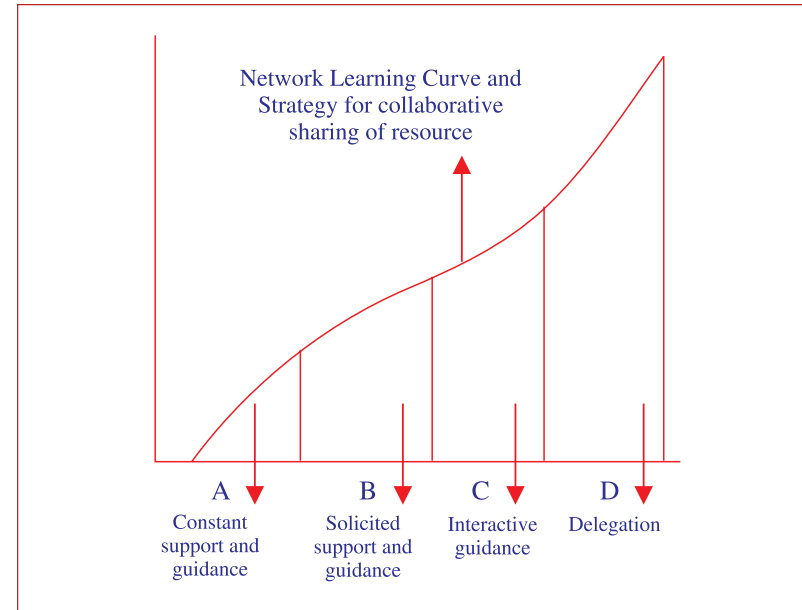 Network Learning Curve and
Strategy for collaborative
sharing of resource
A
B
C
D
Constant
support and
guidance
Solicited
support and
guidance
Interactive
guidance
Delegation